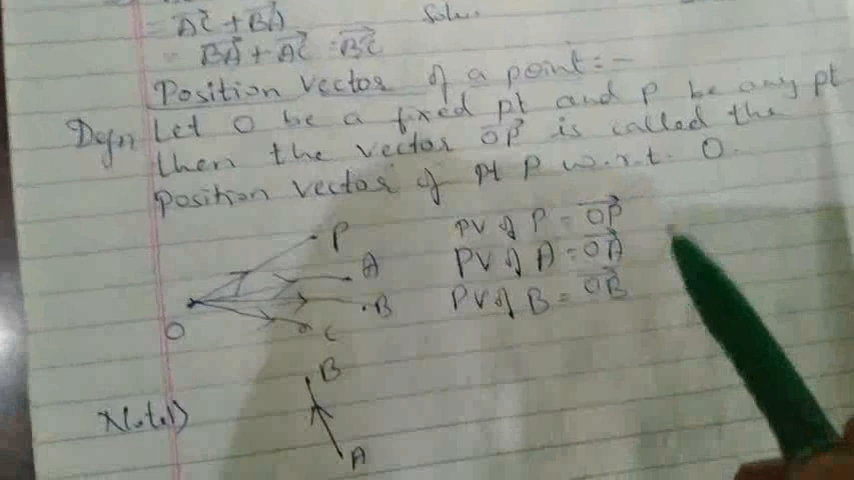 = AC + BA Soln.
= BA + AC = BC
Position vector of a point :-
Defn Let O be a fixed pt and P be any pt
then the vector OP is called the
position vector of pt P w.r.t. O.
P PV of P = OP
A PV of A = OA
B PV of B = OB
O C
B
A